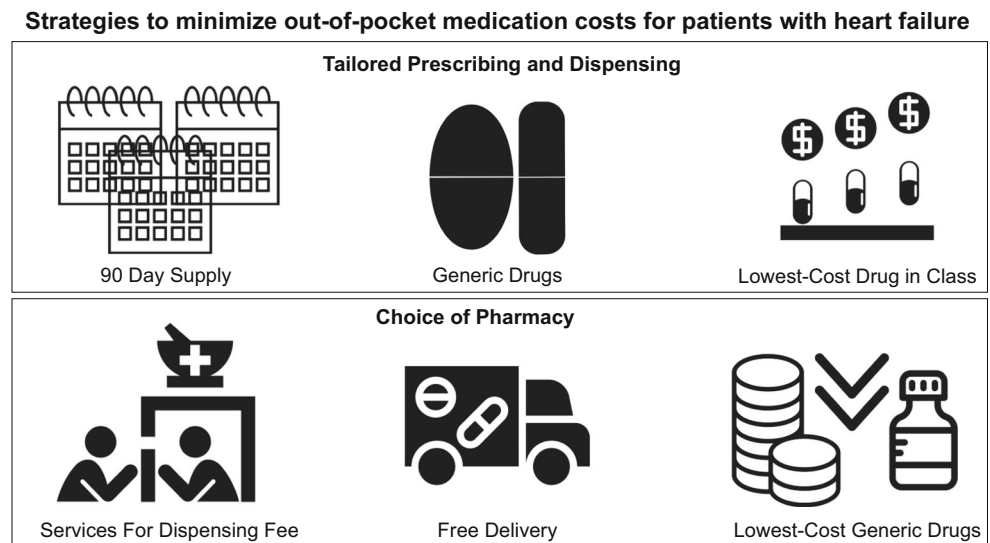 Strategies to minimize out-of-pocket medication costs for patients with heart failure
Tailored Prescribing and Dispensing
90 Day Supply
Generic Drugs
Lowest-Cost Drug in Class
Choice of Pharmacy
Services For Dispensing Fee
Free Delivery
Lowest-Cost Generic Drugs